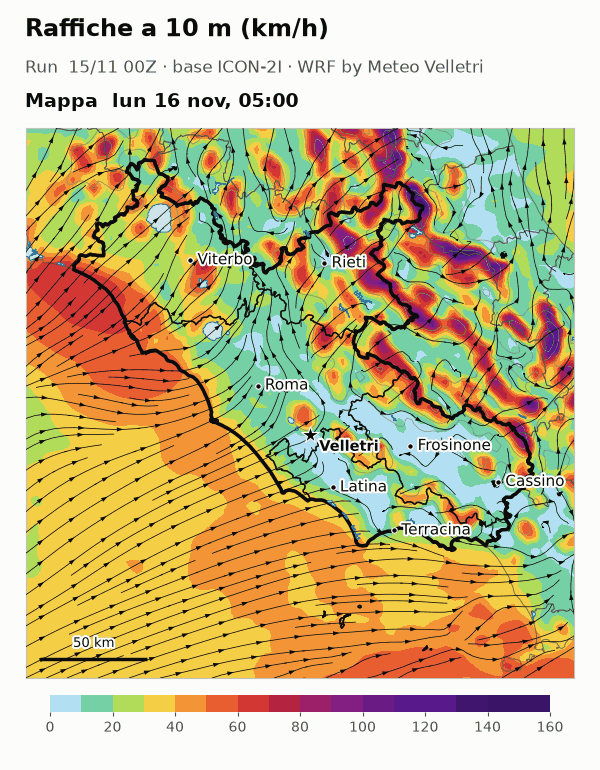 Raffiche a 10 m (km/h)
Run  15/11 00Z · base ICON-2I · WRF by Meteo Velletri
Mappa  lun 16 nov, 05:00
Viterbo
Rieti
Roma
Velletri
Frosinone
Latina
Cassino
Terracina
50 km
0 20 40 60 80 100 120 140 160